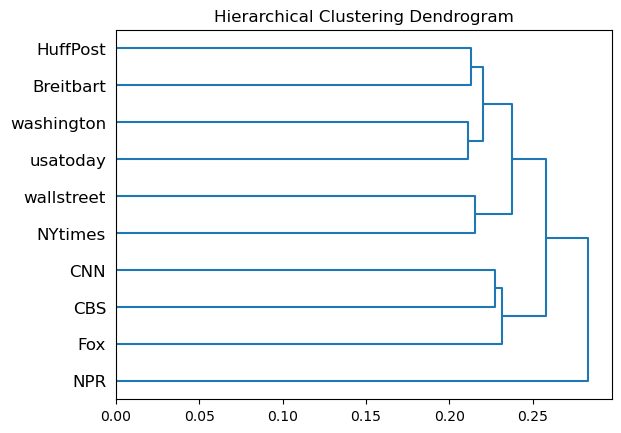 Hierarchical Clustering Dendrogram
HuffPost
Breitbart
washington
usatoday
wallstreet
NYtimes
CNN
CBS
Fox
NPR
0.00 0.05 0.10 0.15 0.20 0.25